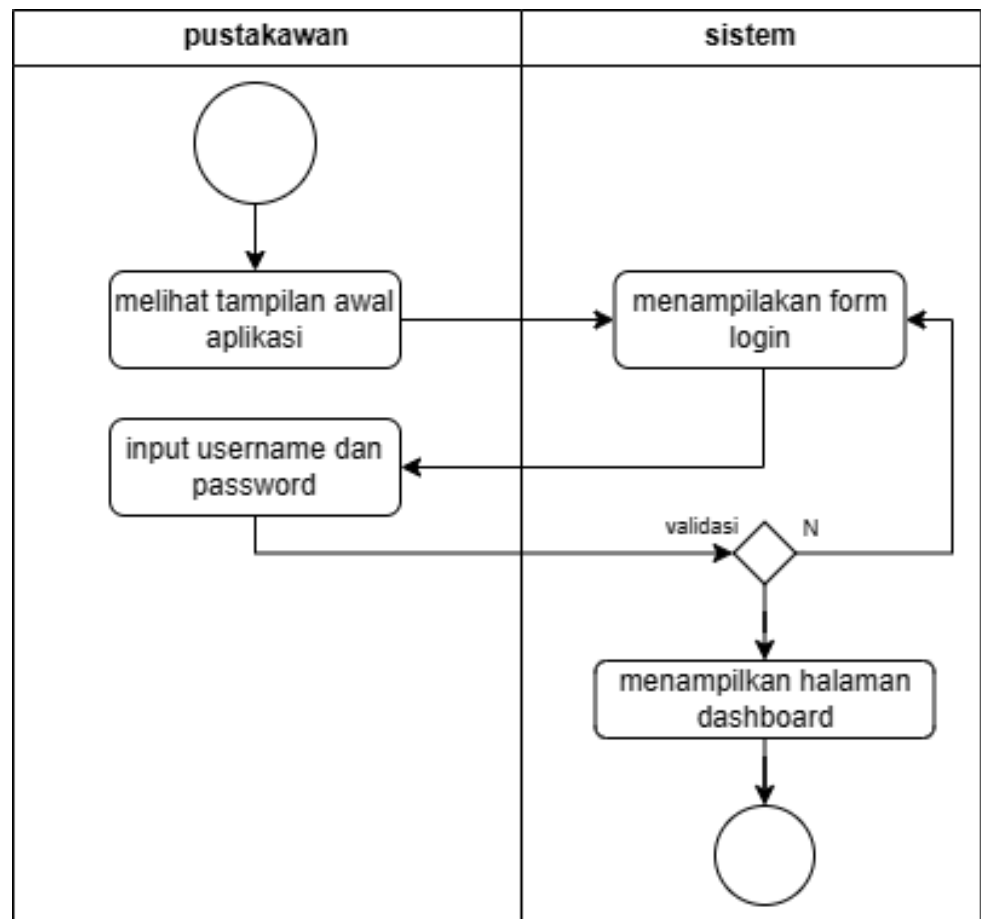 pustakawan
sistem
melihat tampilan awal
aplikasi
menampilakan form
login
input username dan
password
validasi
N
menampilkan halaman
dashboard